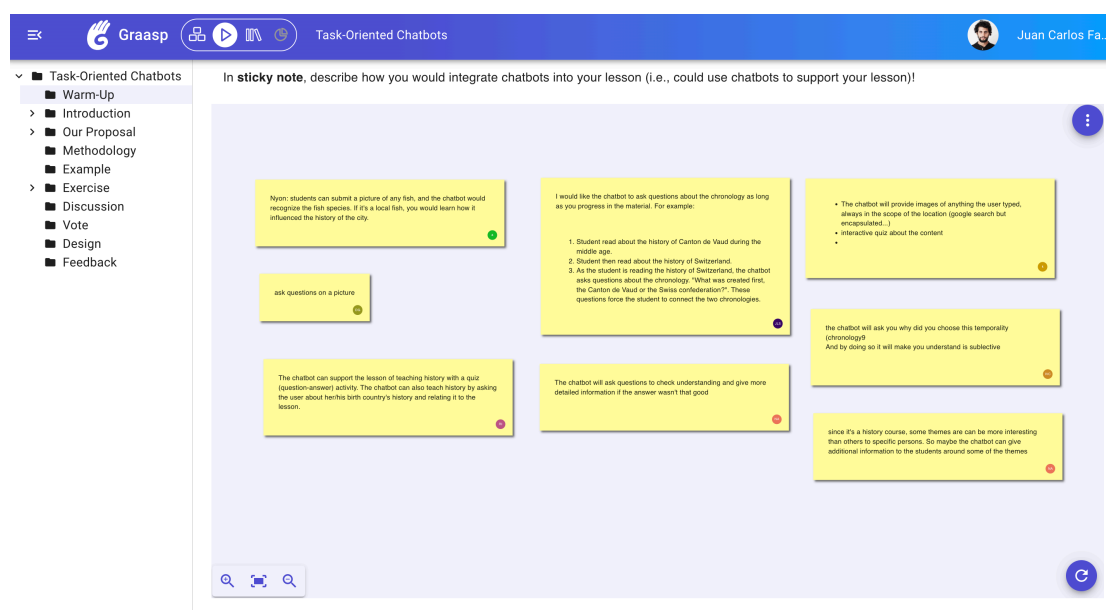 Graasp
Task-Oriented Chatbots
Juan Carlos Fa..
Task-Oriented Chatbots
Warm-Up
Introduction
Our Proposal
Methodology
Example
Exercise
Discussion
Vote
Design
Feedback
In sticky note, describe how you would integrate chatbots into your lesson (i.e., could use chatbots to support your lesson)!
Nyon: students can submit a picture of any fish, and the chatbot would
recognize the fish species. If it's a local fish, you would learn how it
influenced the history of the city.
ask questions on a picture
The chatbot can support the lesson of teaching history with a quiz
(question-answer) activity. The chatbot can also teach history by asking
the user about her/his birth country's history and relating it to the
lesson.
I would like the chatbot to ask questions about the chronology as long
as you progress in the material. For example:
1. Student read about the history of Canton de Vaud during the
middle age.
2. Student then read about the history of Switzerland.
3. As the student is reading the history of Switzerland, the chatbot
asks questions about the chronology. "What was created first,
the Canton de Vaud or the Swiss confederation?". These
questions force the student to connect the two chronologies.
The chatbot will ask questions to check understanding and give more
detailed information if the answer wasn't that good
• The chatbot will provide images of anything the user typed,
always in the scope of the location (google search but
encapsulated...)
• interactive quiz about the content
•
the chatbot will ask you why did you choose this temporality
(chronology9
And by doing so it will make you understand is sublective
since it's a history course, some themes are can be more interesting
than others to specific persons. So maybe the chatbot can give
additional information to the students around some of the themes